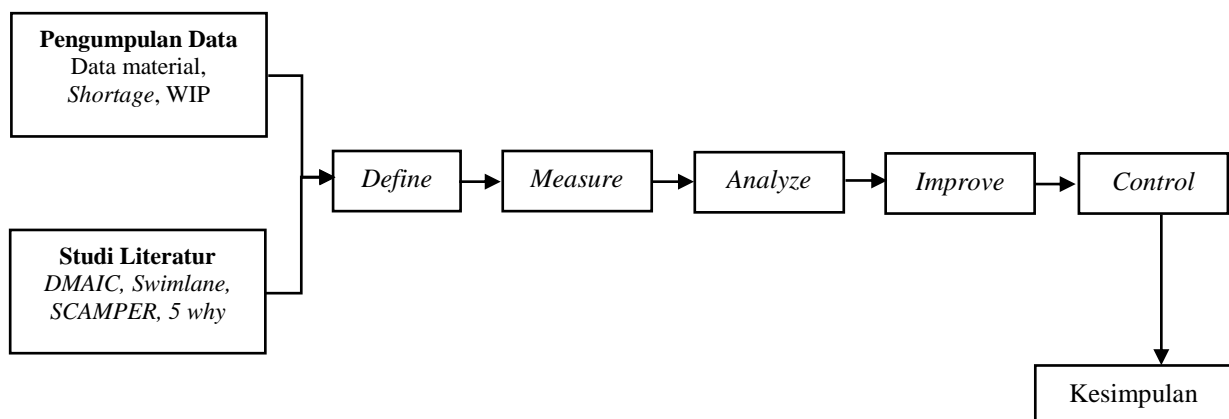 Pengumpulan Data
Data material,
Shortage, WIP
Studi Literatur
DMAIC, Swimlane,
SCAMPER, 5 why
Define
Measure
Analyze
Improve
Control
Kesimpulan